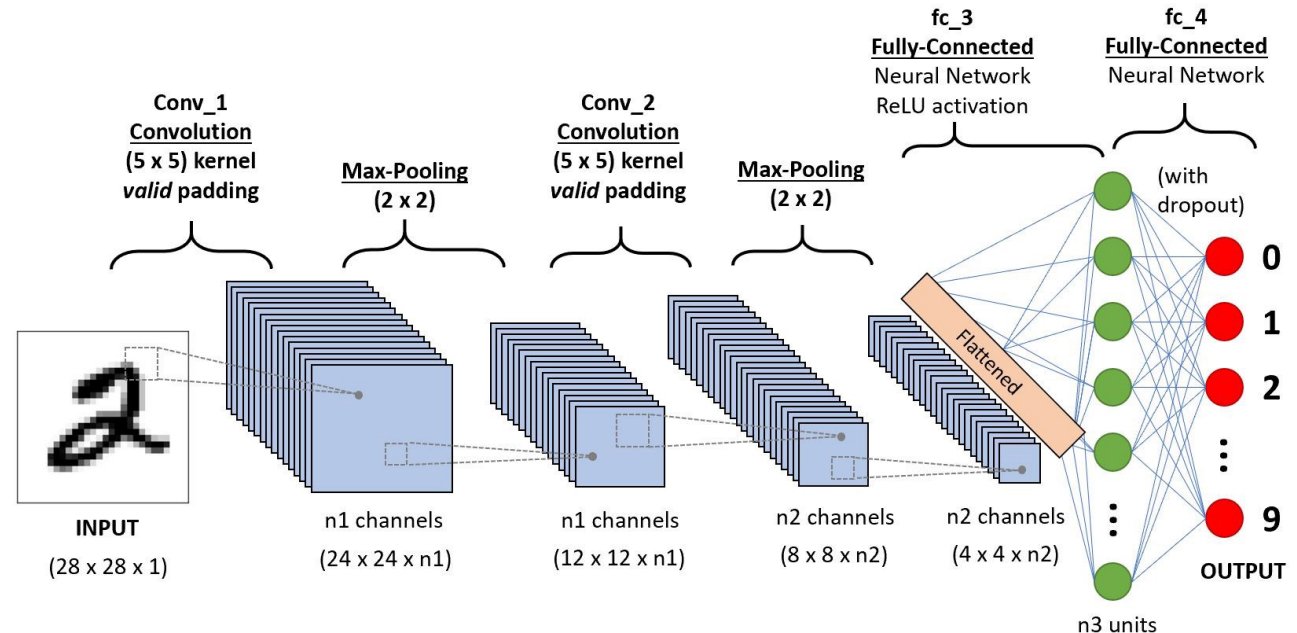 fc_3
Fully-Connected
Neural Network
ReLU activation
fc_4
Fully-Connected
Neural Network
Conv_1
Convolution
(5 x 5) kernel
valid padding
Max-Pooling
(2 x 2)
Conv_2
Convolution
(5 x 5) kernel
valid padding
Max-Pooling
(2 x 2)
(with
dropout)
0
1
2
9
Flattened
INPUT
(28 x 28 x 1)
n1 channels
(24 x 24 x n1)
n1 channels
(12 x 12 x n1)
n2 channels
(8 x 8 x n2)
n2 channels
(4 x 4 x n2)
OUTPUT
n3 units
2